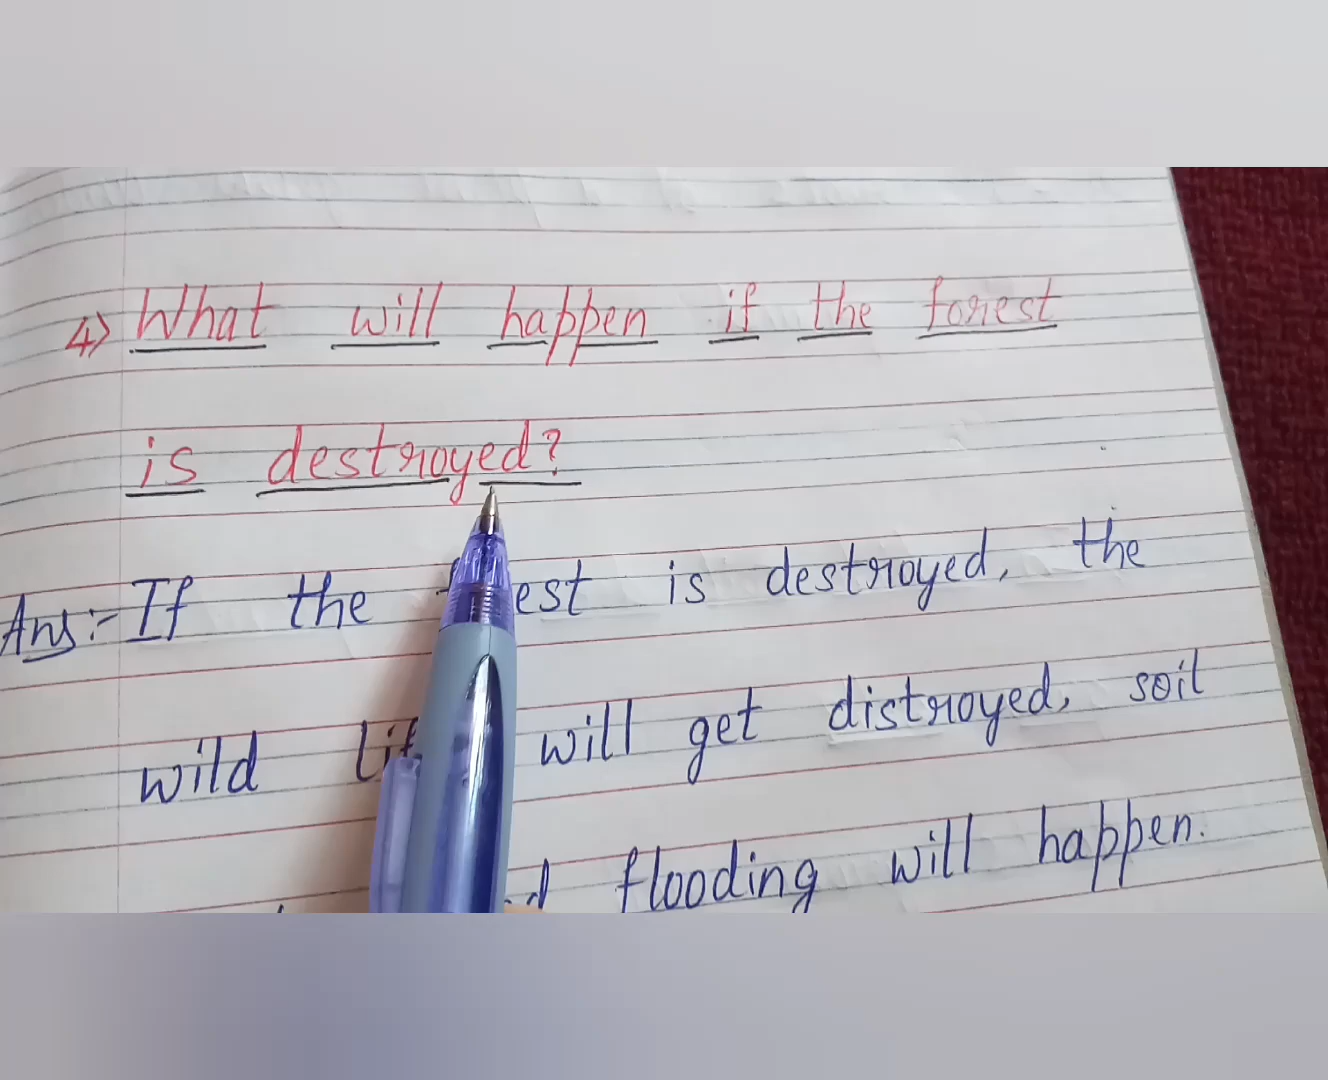 4) What will happen if the forest
is destroyed?
Ans:- If the est is destroyed, the
wild will get distroyed, soil
flooding will happen.